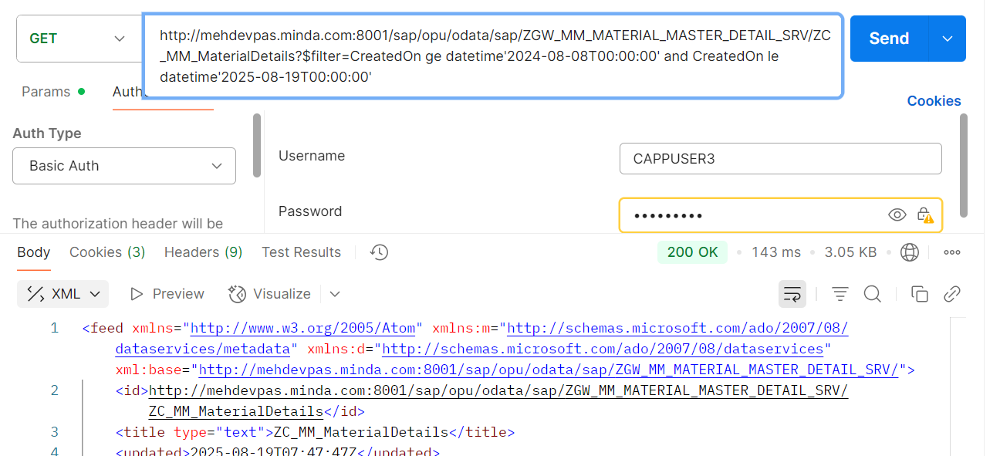 GET
http://mehdevpas.minda.com:8001/sap/opu/odata/sap/ZGW_MM_MATERIAL_MASTER_DETAIL_SRV/ZC
_MM_MaterialDetails?$filter=CreatedOn ge datetime'2024-08-08T00:00:00' and CreatedOn le
datetime'2025-08-19T00:00:00'
Send
Params
Auth
Cookies
Auth Type
Basic Auth
The authorization header will be
Username
CAPPUSER3
Password
•••••••••
Body Cookies (3) Headers (9) Test Results
200 OK • 143 ms • 3.05 KB •
XML Preview Visualize
1 <feed xmlns="http://www.w3.org/2005/Atom" xmlns:m="http://schemas.microsoft.com/ado/2007/08/
dataservices/metadata" xmlns:d="http://schemas.microsoft.com/ado/2007/08/dataservices"
xml:base="http://mehdevpas.minda.com:8001/sap/opu/odata/sap/ZGW_MM_MATERIAL_MASTER_DETAIL_SRV/">
2 <id>http://mehdevpas.minda.com:8001/sap/opu/odata/sap/ZGW_MM_MATERIAL_MASTER_DETAIL_SRV/
ZC_MM_MaterialDetails</id>
3 <title type="text">ZC_MM_MaterialDetails</title>
4 <updated>2025-08-19T07:47:47Z</updated>